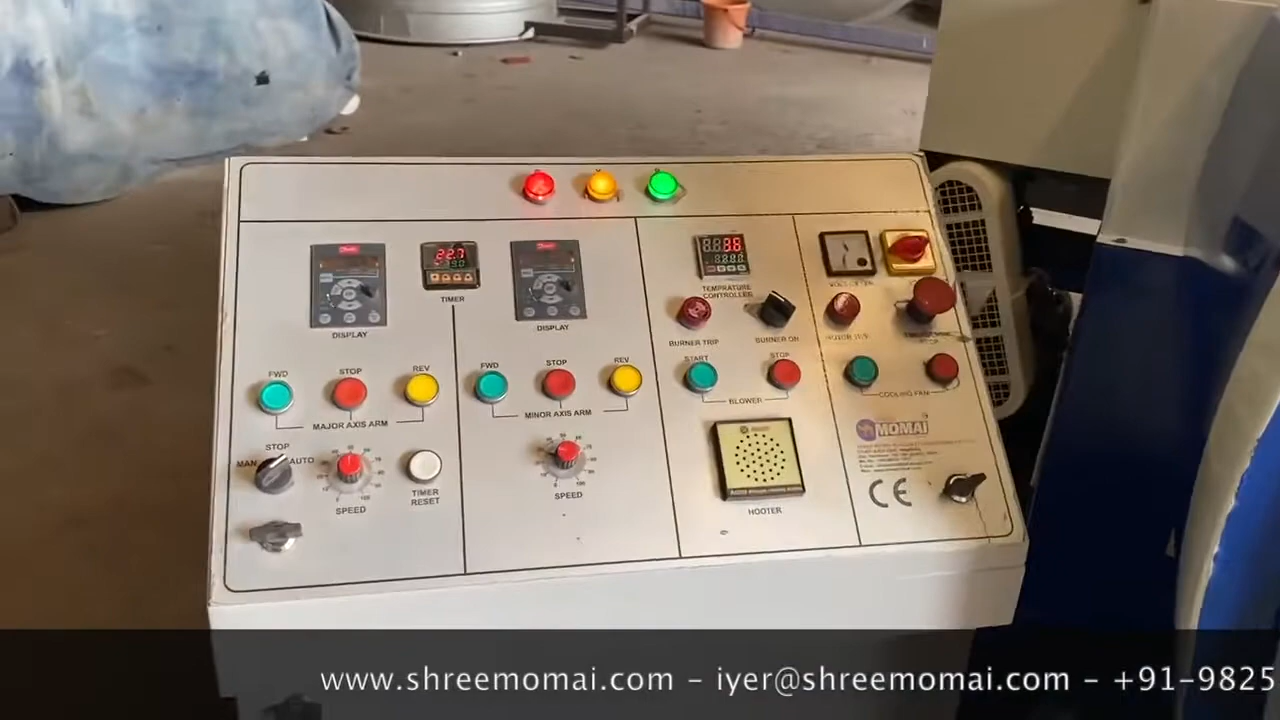 22.7
TIMER
DISPLAY
DISPLAY
TEMPRATURE
CONTROLLER
BURNER TRIP
BURNER ON
FWD
STOP
REV
MAJOR AXIS ARM
FWD
STOP
REV
MINOR AXIS ARM
START
STOP
BLOWER
COOLING FAN
STOP
MAN
AUTO
SPEED
TIMER
RESET
SPEED
HOOTER
MOMAI
CE
www.shreemomai.com - iyer@shreemomai.com - +91-9825